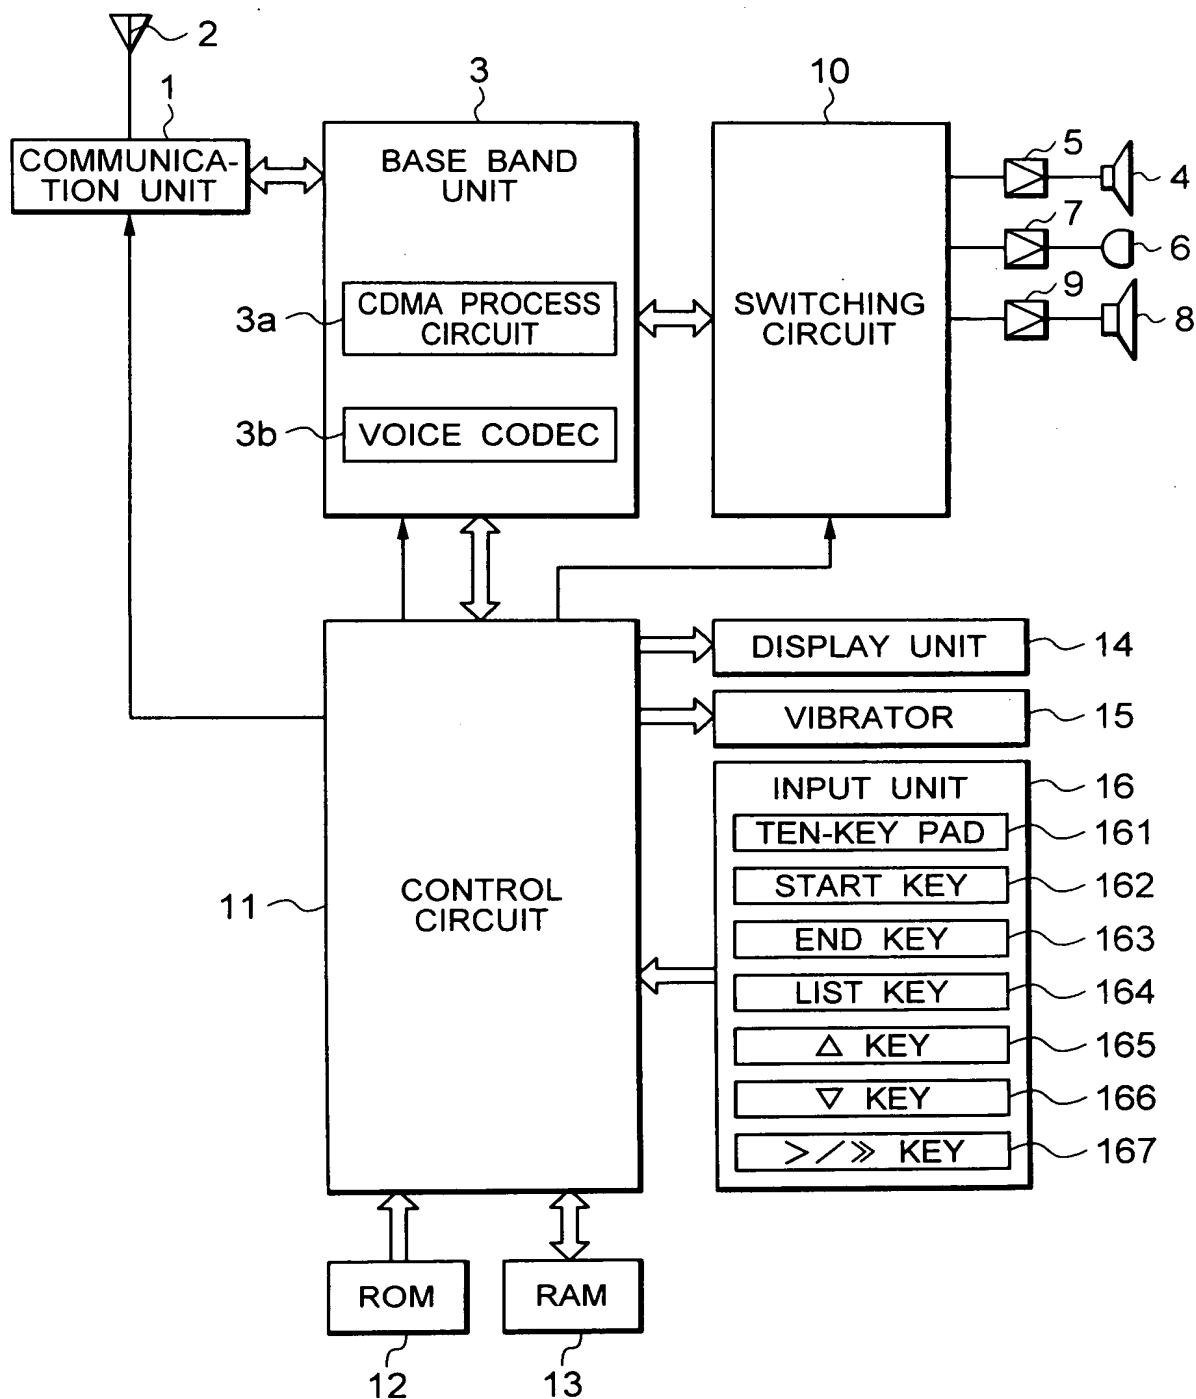 2
1
3
10
COMMUNICA-
TION UNIT
BASE BAND
UNIT
5
4
7
6
9
8
3a
CDMA PROCESS
CIRCUIT
SWITCHING
CIRCUIT
3b
VOICE CODEC
DISPLAY UNIT
14
VIBRATOR
15
INPUT UNIT
16
TEN-KEY PAD
161
START KEY
162
11
CONTROL
CIRCUIT
END KEY
163
LIST KEY
164
△ KEY
165
▽ KEY
166
>/≫ KEY
167
ROM
RAM
12
13